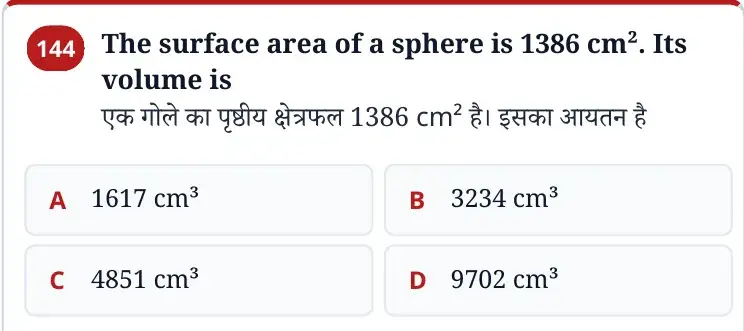 144 The surface area of a sphere is 1386 cm². Its
volume is
एक गोले का पृष्ठीय क्षेत्रफल 1386 cm² है। इसका आयतन है
A 1617 cm³
B 3234 cm³
C 4851 cm³
D 9702 cm³